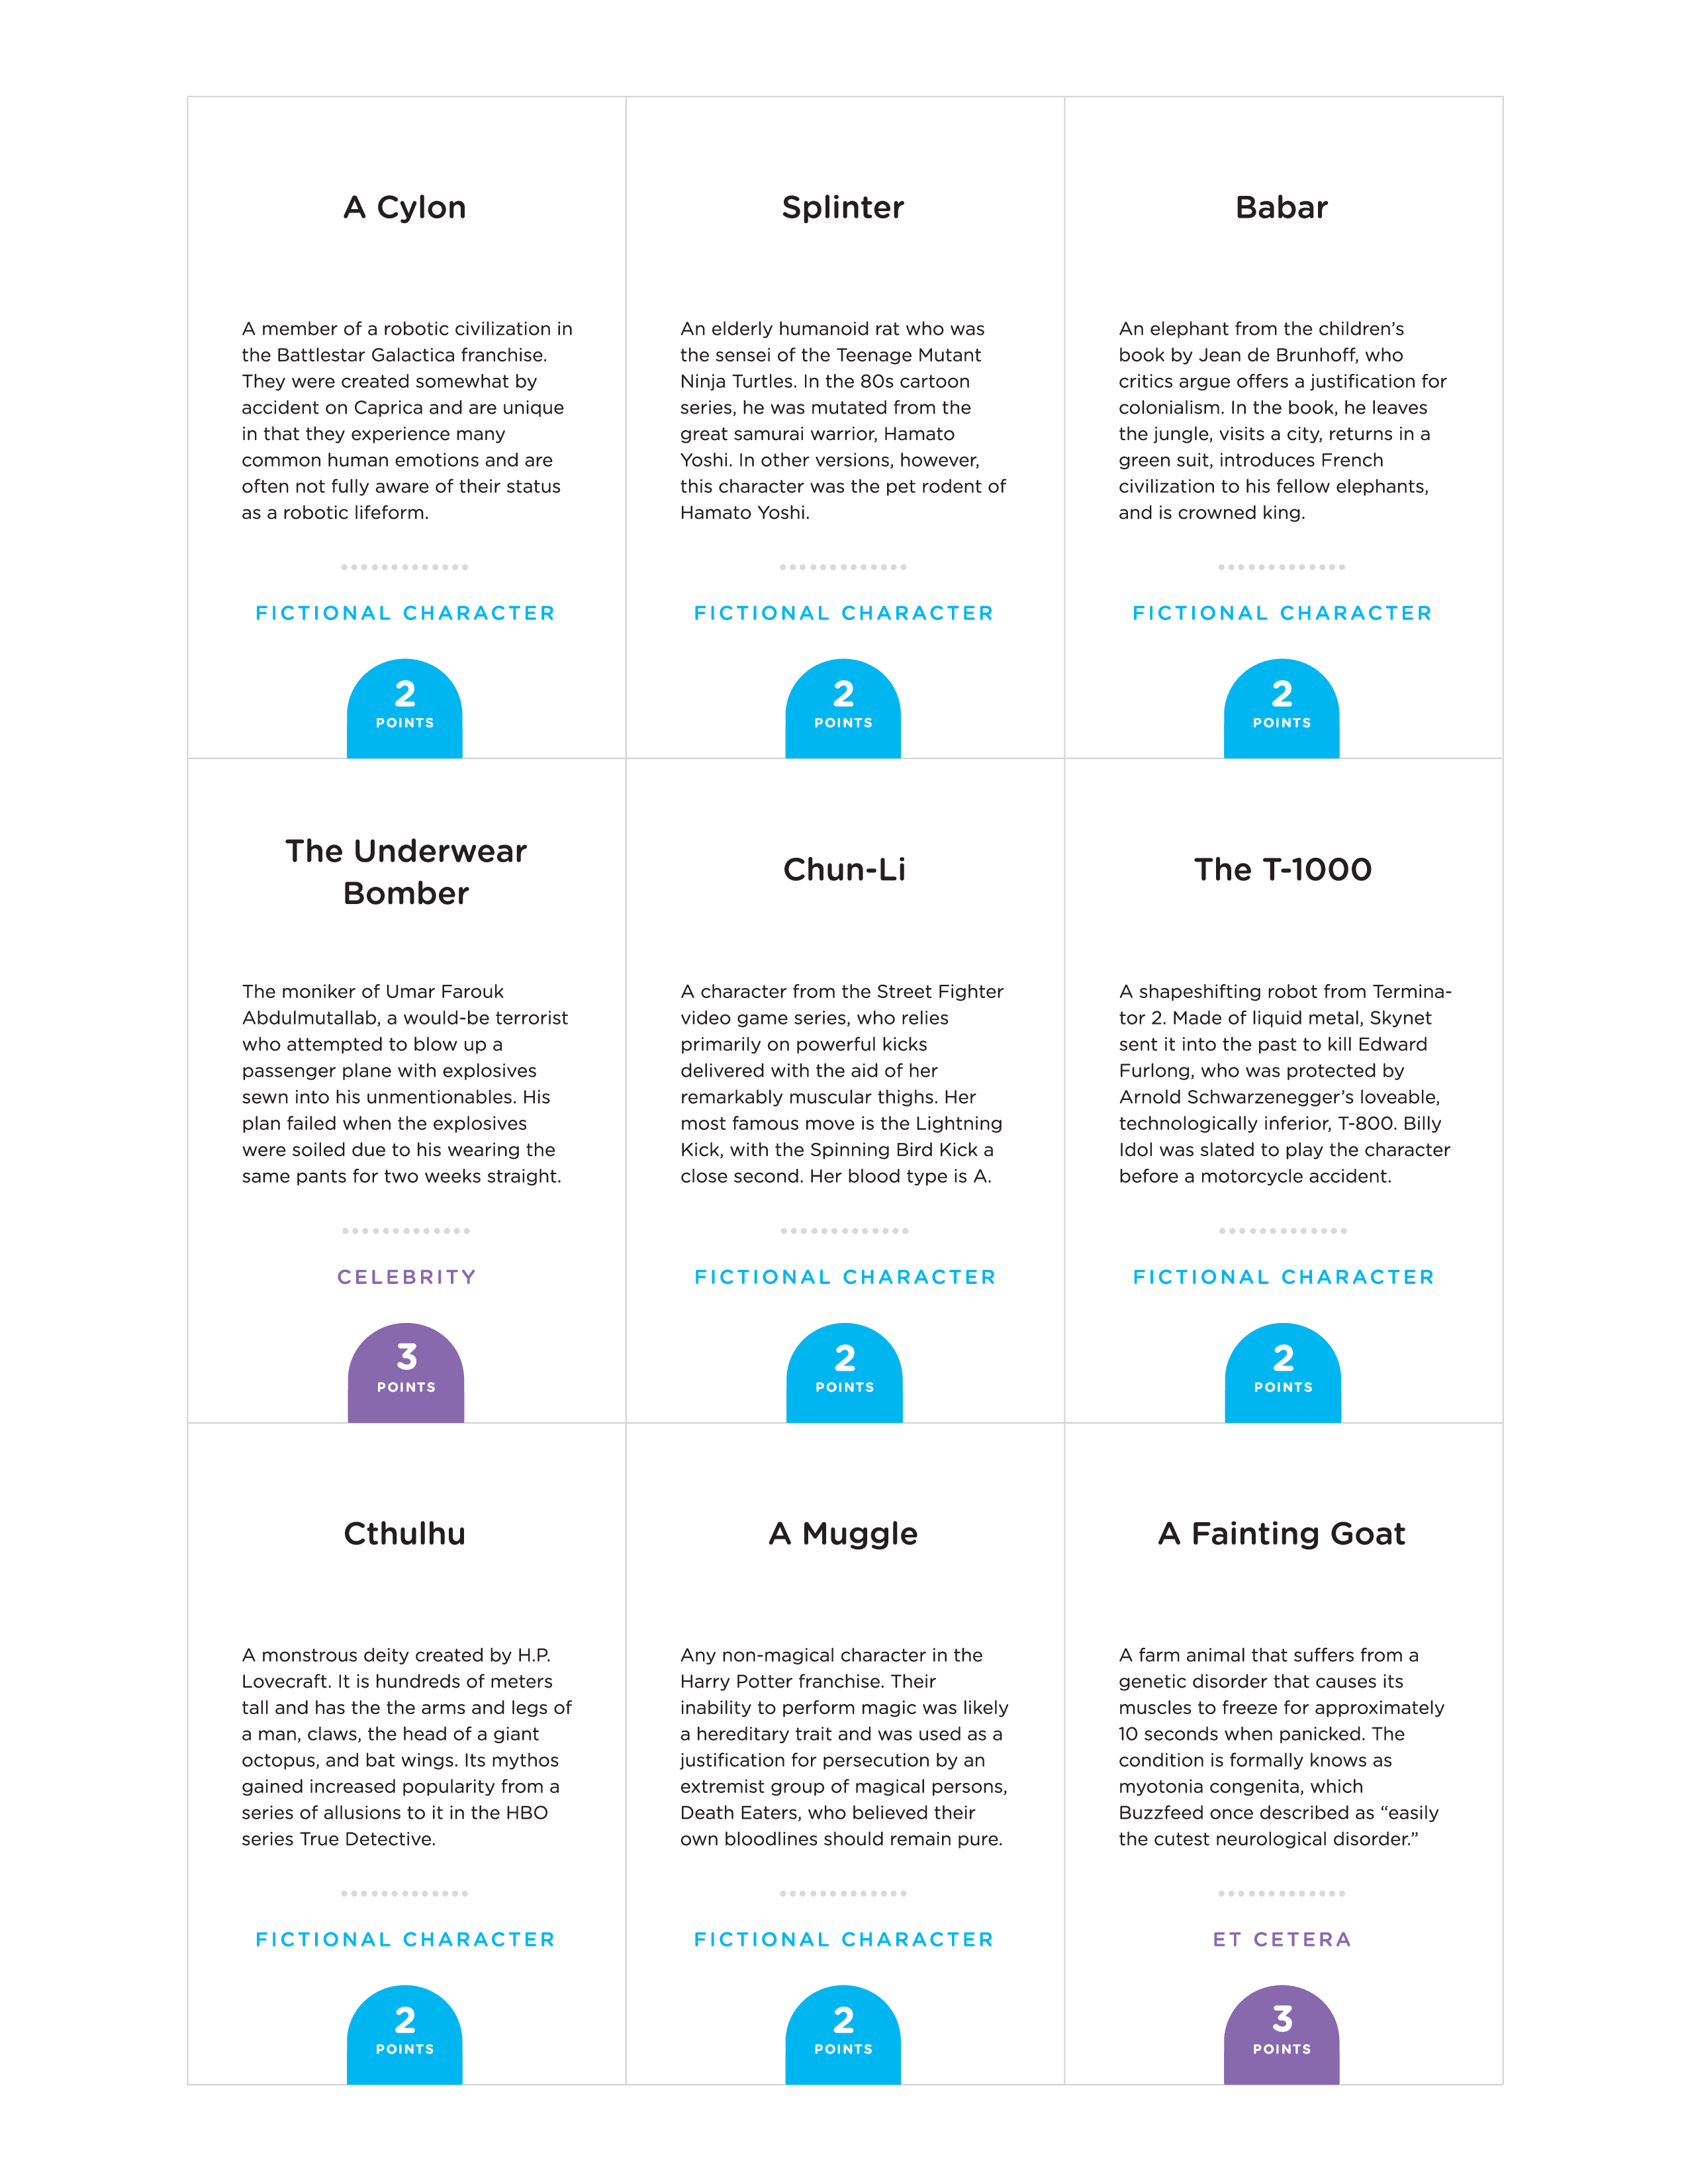 A Cylon
A member of a robotic civilization in
the Battlestar Galactica franchise.
They were created somewhat by
accident on Caprica and are unique
in that they experience many
common human emotions and are
often not fully aware of their status
as a robotic lifeform.
FICTIONAL CHARACTER
2
POINTS
Splinter
An elderly humanoid rat who was
the sensei of the Teenage Mutant
Ninja Turtles. In the 80s cartoon
series, he was mutated from the
great samurai warrior, Hamato
Yoshi. In other versions, however,
this character was the pet rodent of
Hamato Yoshi.
FICTIONAL CHARACTER
2
POINTS
Babar
An elephant from the children’s
book by Jean de Brunhoff, who
critics argue offers a justification for
colonialism. In the book, he leaves
the jungle, visits a city, returns in a
green suit, introduces French
civilization to his fellow elephants,
and is crowned king.
FICTIONAL CHARACTER
2
POINTS
The Underwear
Bomber
The moniker of Umar Farouk
Abdulmutallab, a would-be terrorist
who attempted to blow up a
passenger plane with explosives
sewn into his unmentionables. His
plan failed when the explosives
were soiled due to his wearing the
same pants for two weeks straight.
CELEBRITY
3
POINTS
Chun-Li
A character from the Street Fighter
video game series, who relies
primarily on powerful kicks
delivered with the aid of her
remarkably muscular thighs. Her
most famous move is the Lightning
Kick, with the Spinning Bird Kick a
close second. Her blood type is A.
FICTIONAL CHARACTER
2
POINTS
The T-1000
A shapeshifting robot from Termina-
tor 2. Made of liquid metal, Skynet
sent it into the past to kill Edward
Furlong, who was protected by
Arnold Schwarzenegger’s loveable,
technologically inferior, T-800. Billy
Idol was slated to play the character
before a motorcycle accident.
FICTIONAL CHARACTER
2
POINTS
Cthulhu
A monstrous deity created by H.P.
Lovecraft. It is hundreds of meters
tall and has the the arms and legs of
a man, claws, the head of a giant
octopus, and bat wings. Its mythos
gained increased popularity from a
series of allusions to it in the HBO
series True Detective.
FICTIONAL CHARACTER
2
POINTS
A Muggle
Any non-magical character in the
Harry Potter franchise. Their
inability to perform magic was likely
a hereditary trait and was used as a
justification for persecution by an
extremist group of magical persons,
Death Eaters, who believed their
own bloodlines should remain pure.
FICTIONAL CHARACTER
2
POINTS
A Fainting Goat
A farm animal that suffers from a
genetic disorder that causes its
muscles to freeze for approximately
10 seconds when panicked. The
condition is formally knows as
myotonia congenita, which
Buzzfeed once described as “easily
the cutest neurological disorder.”
ET CETERA
3
POINTS